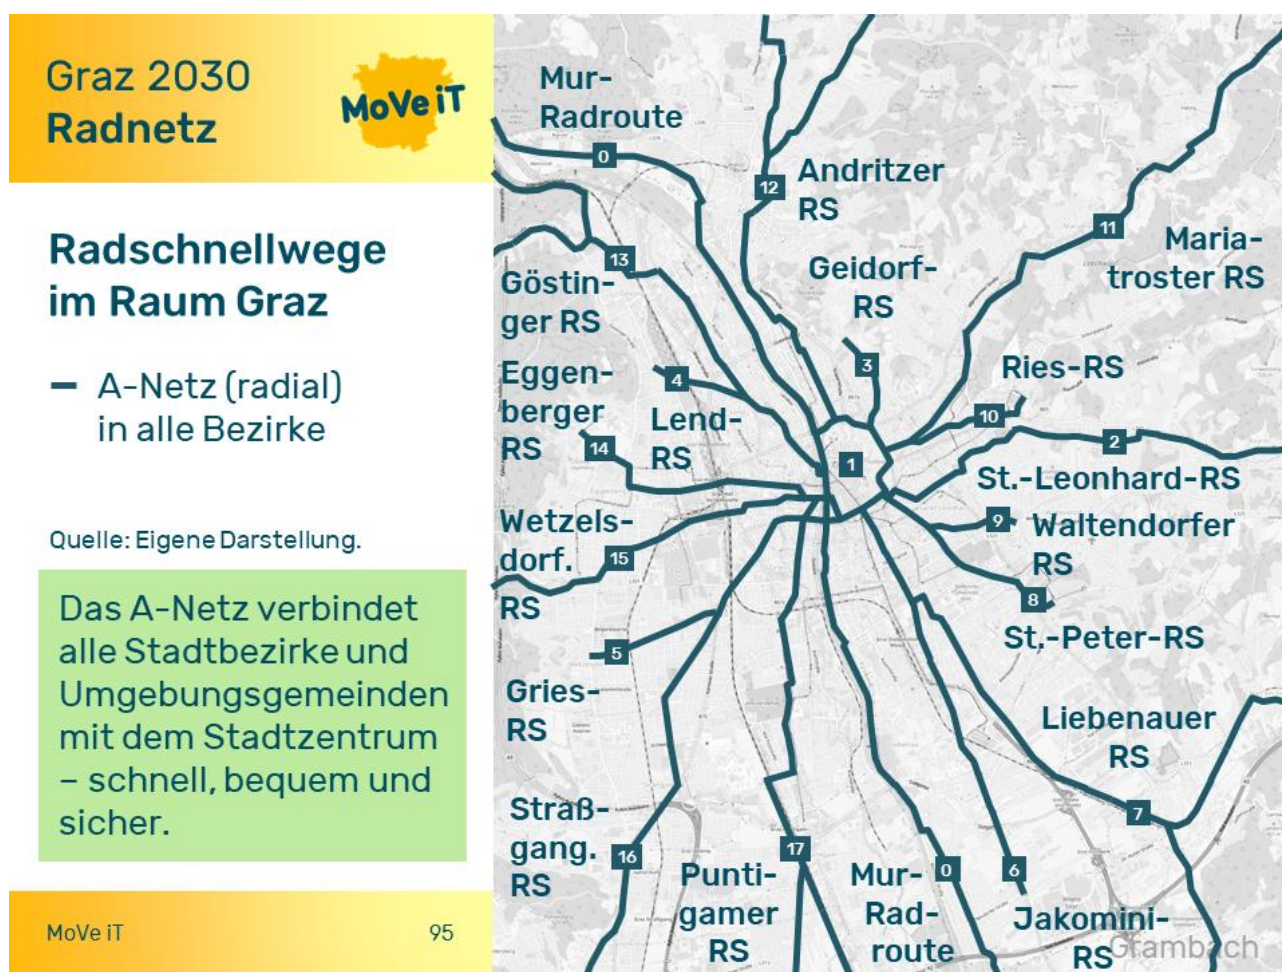 Graz 2030
Radnetz
MoVe iT
Radschnellwege
im Raum Graz
A-Netz (radial)
in alle Bezirke
Quelle: Eigene Darstellung.
Das A-Netz verbindet
alle Stadtbezirke und
Umgebungsgemeinden
mit dem Stadtzentrum
– schnell, bequem und
sicher.
MoVe iT
95
Mur-
Radroute
0
12
Andritzer
RS
11
Maria-
troster RS
13
Göstin-
ger RS
Geidorf-
RS
3
Eggen-
berger
RS
14
4
Lend-
RS
Ries-RS
10
1
2
St.-Leonhard-RS
Wetzels-
dorf.
RS
15
9
Waltendorfer
RS
8
St.-Peter-RS
5
Gries-
RS
Liebenauer
RS
7
Straß-
gang.
RS
16
17
Punti-
gamer
RS
0
Mur-
Rad-
route
6
Jakomini-
RS
Grambach